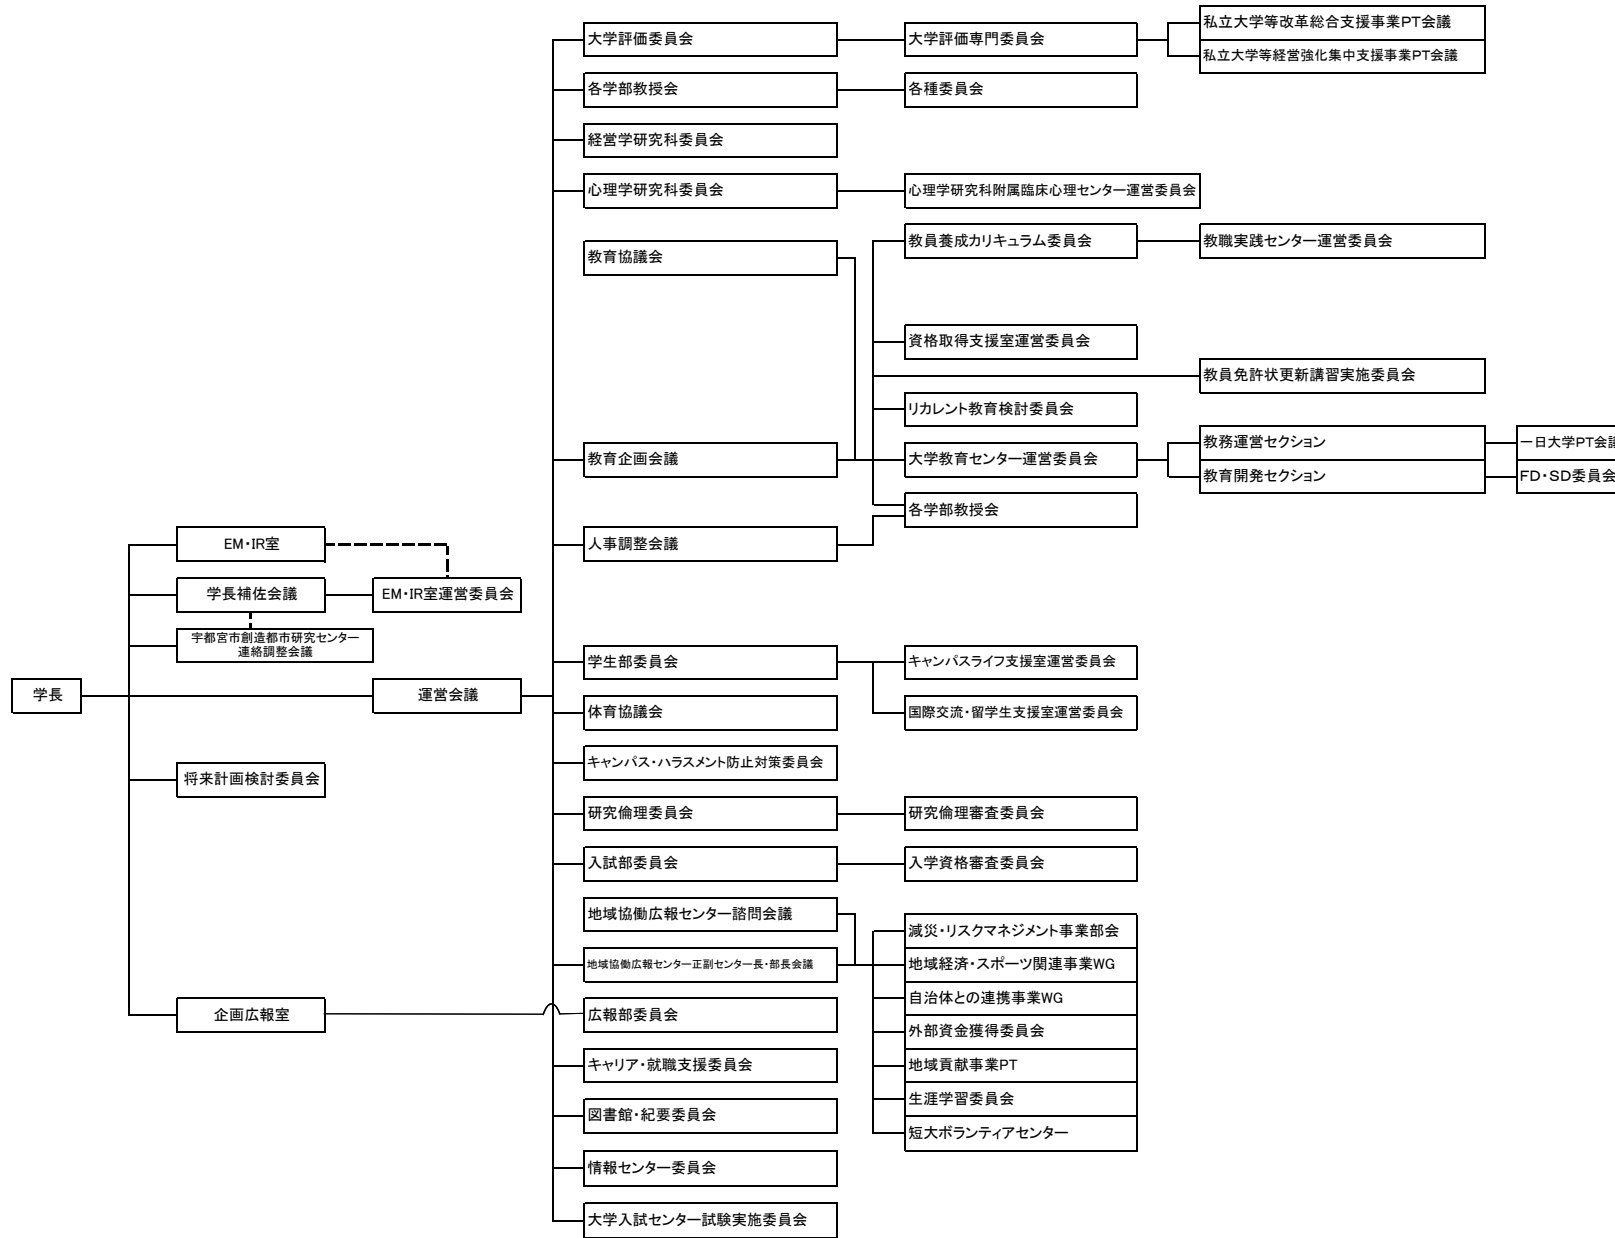 私立大学等改革総合支援事業PT会議
大学評価委員会
大学評価専門委員会
私立大学等経営強化集中支援事業PT会議
各学部教授会
各種委員会
経営学研究科委員会
心理学研究科委員会
心理学研究科附属臨床心理センター運営委員会
教員養成カリキュラム委員会
教職実践センター運営委員会
教育協議会
資格取得支援室運営委員会
教員免許状更新講習実施委員会
リカレント教育検討委員会
教務運営セクション
一日大学PT会議
教育企画会議
大学教育センター運営委員会
教育開発セクション
FD・SD委員会
各学部教授会
EM・IR室
人事調整会議
学長補佐会議
EM・IR室運営委員会
宇都宮市創造都市研究センター
連絡調整会議
学生部委員会
キャンパスライフ支援室運営委員会
学長
運営会議
体育協議会
国際交流・留学生支援室運営委員会
キャンパス・ハラスメント防止対策委員会
将来計画検討委員会
研究倫理委員会
研究倫理審査委員会
入試部委員会
入学資格審査委員会
地域協働広報センター諮問会議
減災・リスクマネジメント事業部会
地域協働広報センター正副センター長・部長会議
地域経済・スポーツ関連事業WG
自治体との連携事業WG
企画広報室
広報部委員会
外部資金獲得委員会
キャリア・就職支援委員会
地域貢献事業PT
生涯学習委員会
図書館・紀要委員会
短大ボランティアセンター
情報センター委員会
大学入試センター試験実施委員会